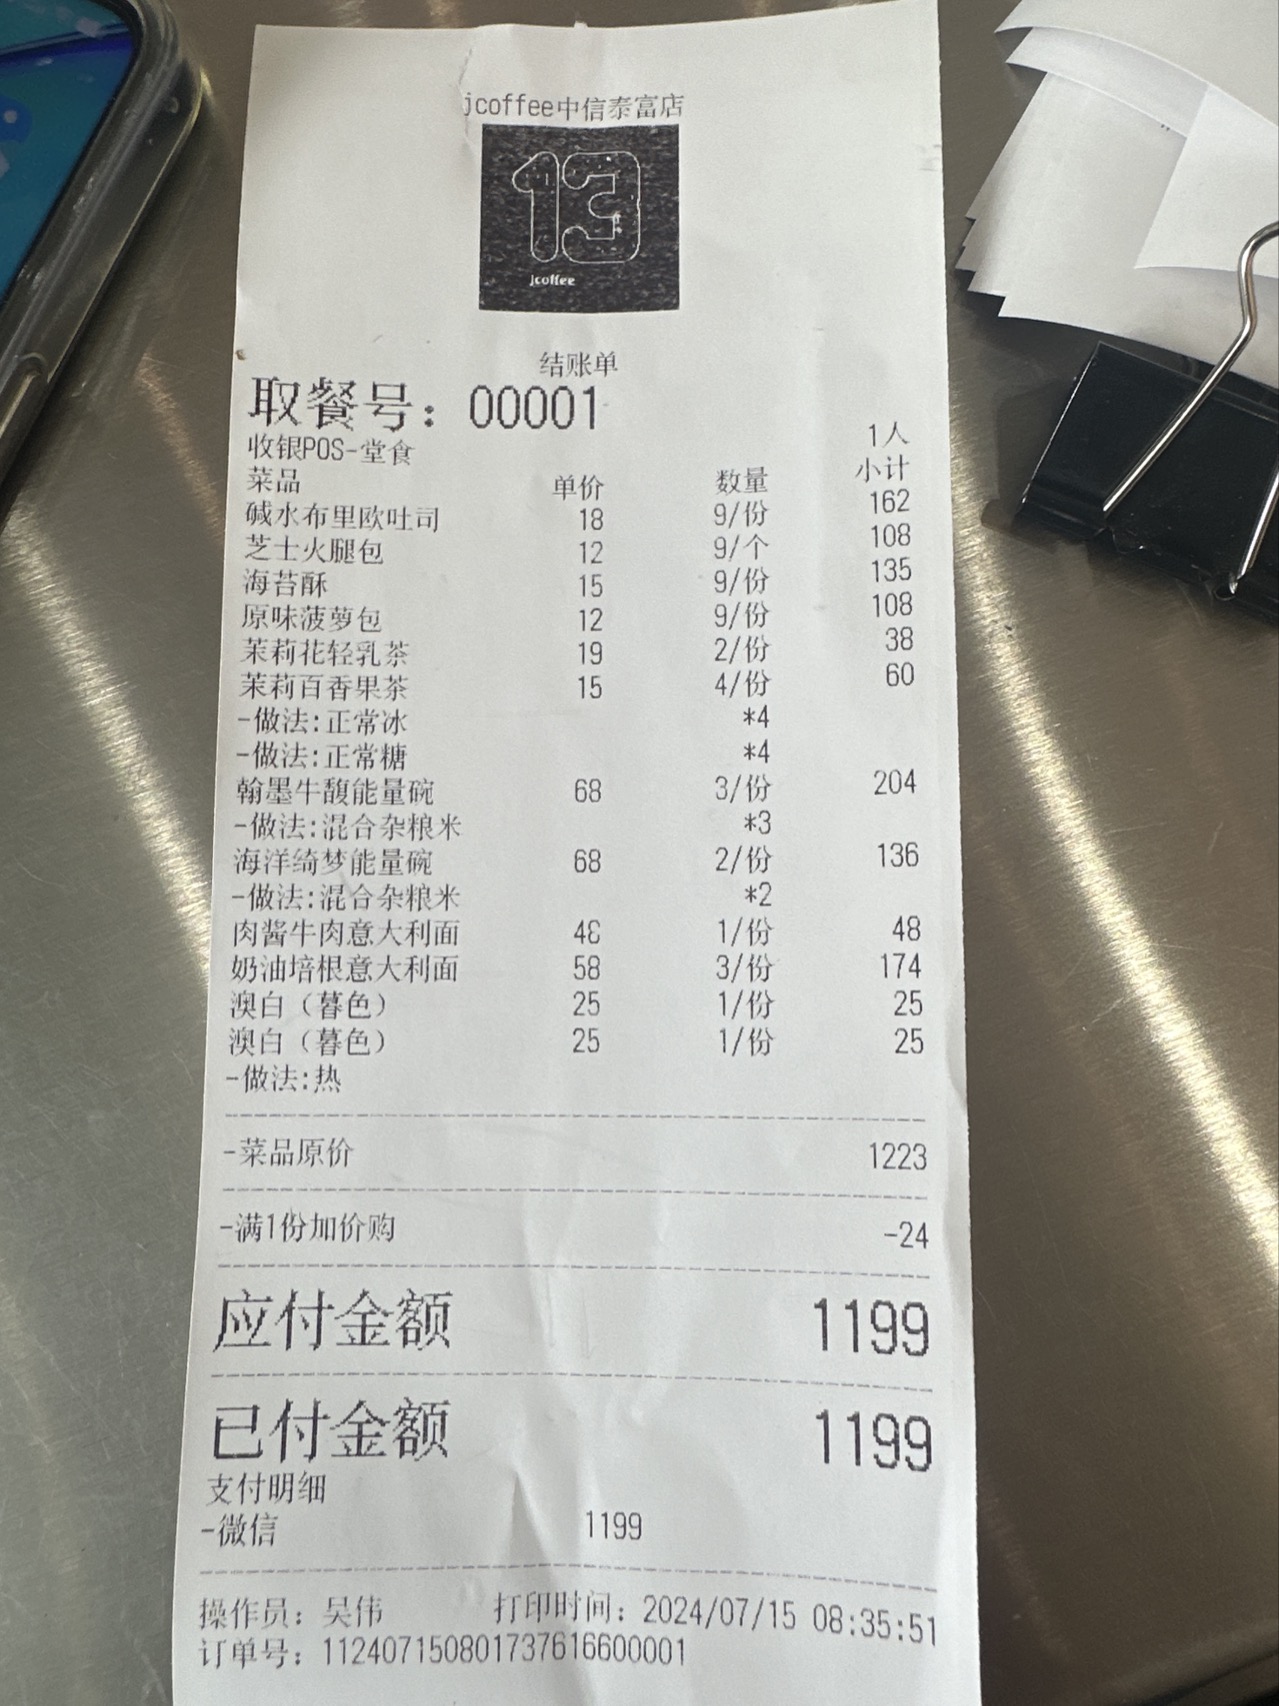 jcoffee中信泰富店
13
jcoffee
结账单
取餐号：00001
收银POS-堂食 1人
菜品 单价 数量 小计
碱水布里欧吐司 18 9/份 162
芝士火腿包 12 9/个 108
海苔酥 15 9/份 135
原味菠萝包 12 9/份 108
茉莉花轻乳茶 19 2/份 38
茉莉百香果茶 15 4/份 60
-做法:正常冰 *4
-做法:正常糖 *4
翰墨牛馥能量碗 68 3/份 204
-做法:混合杂粮米 *3
海洋绮梦能量碗 68 2/份 136
-做法:混合杂粮米 *2
肉酱牛肉意大利面 48 1/份 48
奶油培根意大利面 58 3/份 174
澳白（暮色） 25 1/份 25
澳白（暮色） 25 1/份 25
-做法:热
-菜品原价 1223
-满1份加价购 -24
应付金额 1199
已付金额 1199
支付明细
-微信 1199
操作员：吴伟 打印时间：2024/07/15 08:35:51
订单号：112407150801737616600001